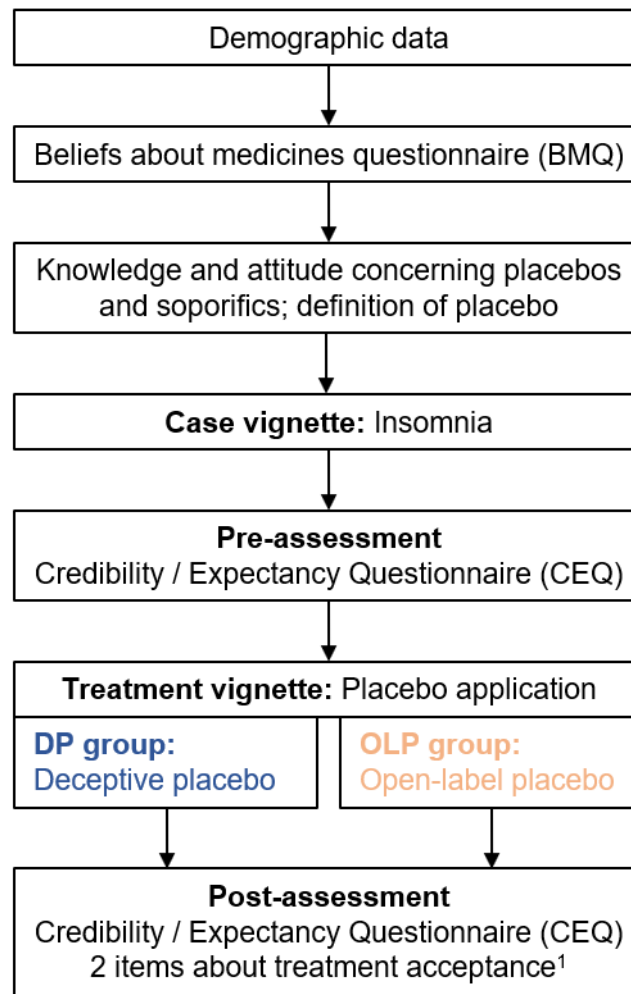 Demographic data
Beliefs about medicines questionnaire (BMQ)
Knowledge and attitude concerning placebos
and soporifics; definition of placebo
Case vignette: Insomnia
Pre-assessment
Credibility / Expectancy Questionnaire (CEQ)
Treatment vignette: Placebo application
DP group:
Deceptive placebo
OLP group:
Open-label placebo
Post-assessment
Credibility / Expectancy Questionnaire (CEQ)
2 items about treatment acceptance¹